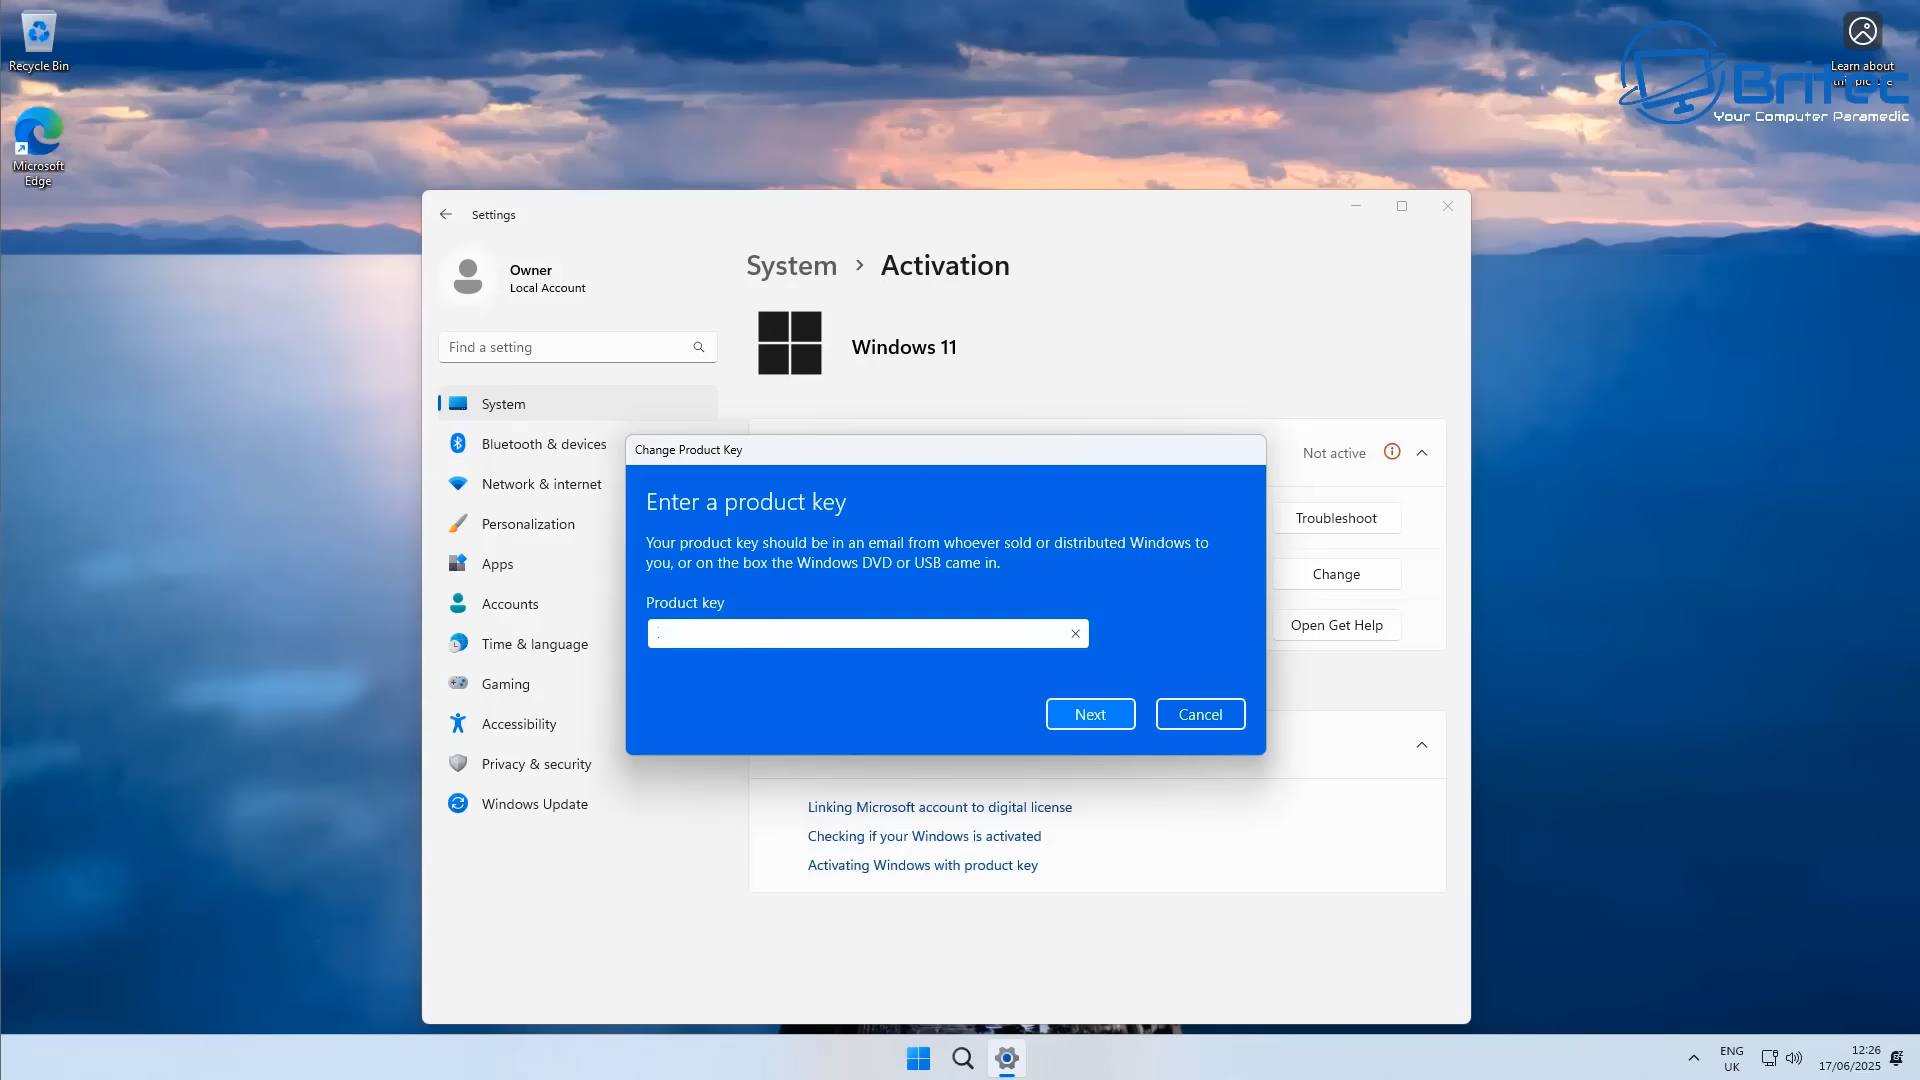 Recycle Bin
Microsoft
Edge
Learn about
Britec
Your Computer Paramedic
Settings
Owner
Local Account
Find a setting
System
Bluetooth & devices
Network & internet
Personalization
Apps
Accounts
Time & language
Gaming
Accessibility
Privacy & security
Windows Update
System > Activation
Windows 11
Not active
Troubleshoot
Change
Open Get Help
Change Product Key
Enter a product key
Your product key should be in an email from whoever sold or distributed Windows to
you, or on the box the Windows DVD or USB came in.
Product key
Next
Cancel
Linking Microsoft account to digital license
Checking if your Windows is activated
Activating Windows with product key
ENG
UK
12:26
17/06/2025